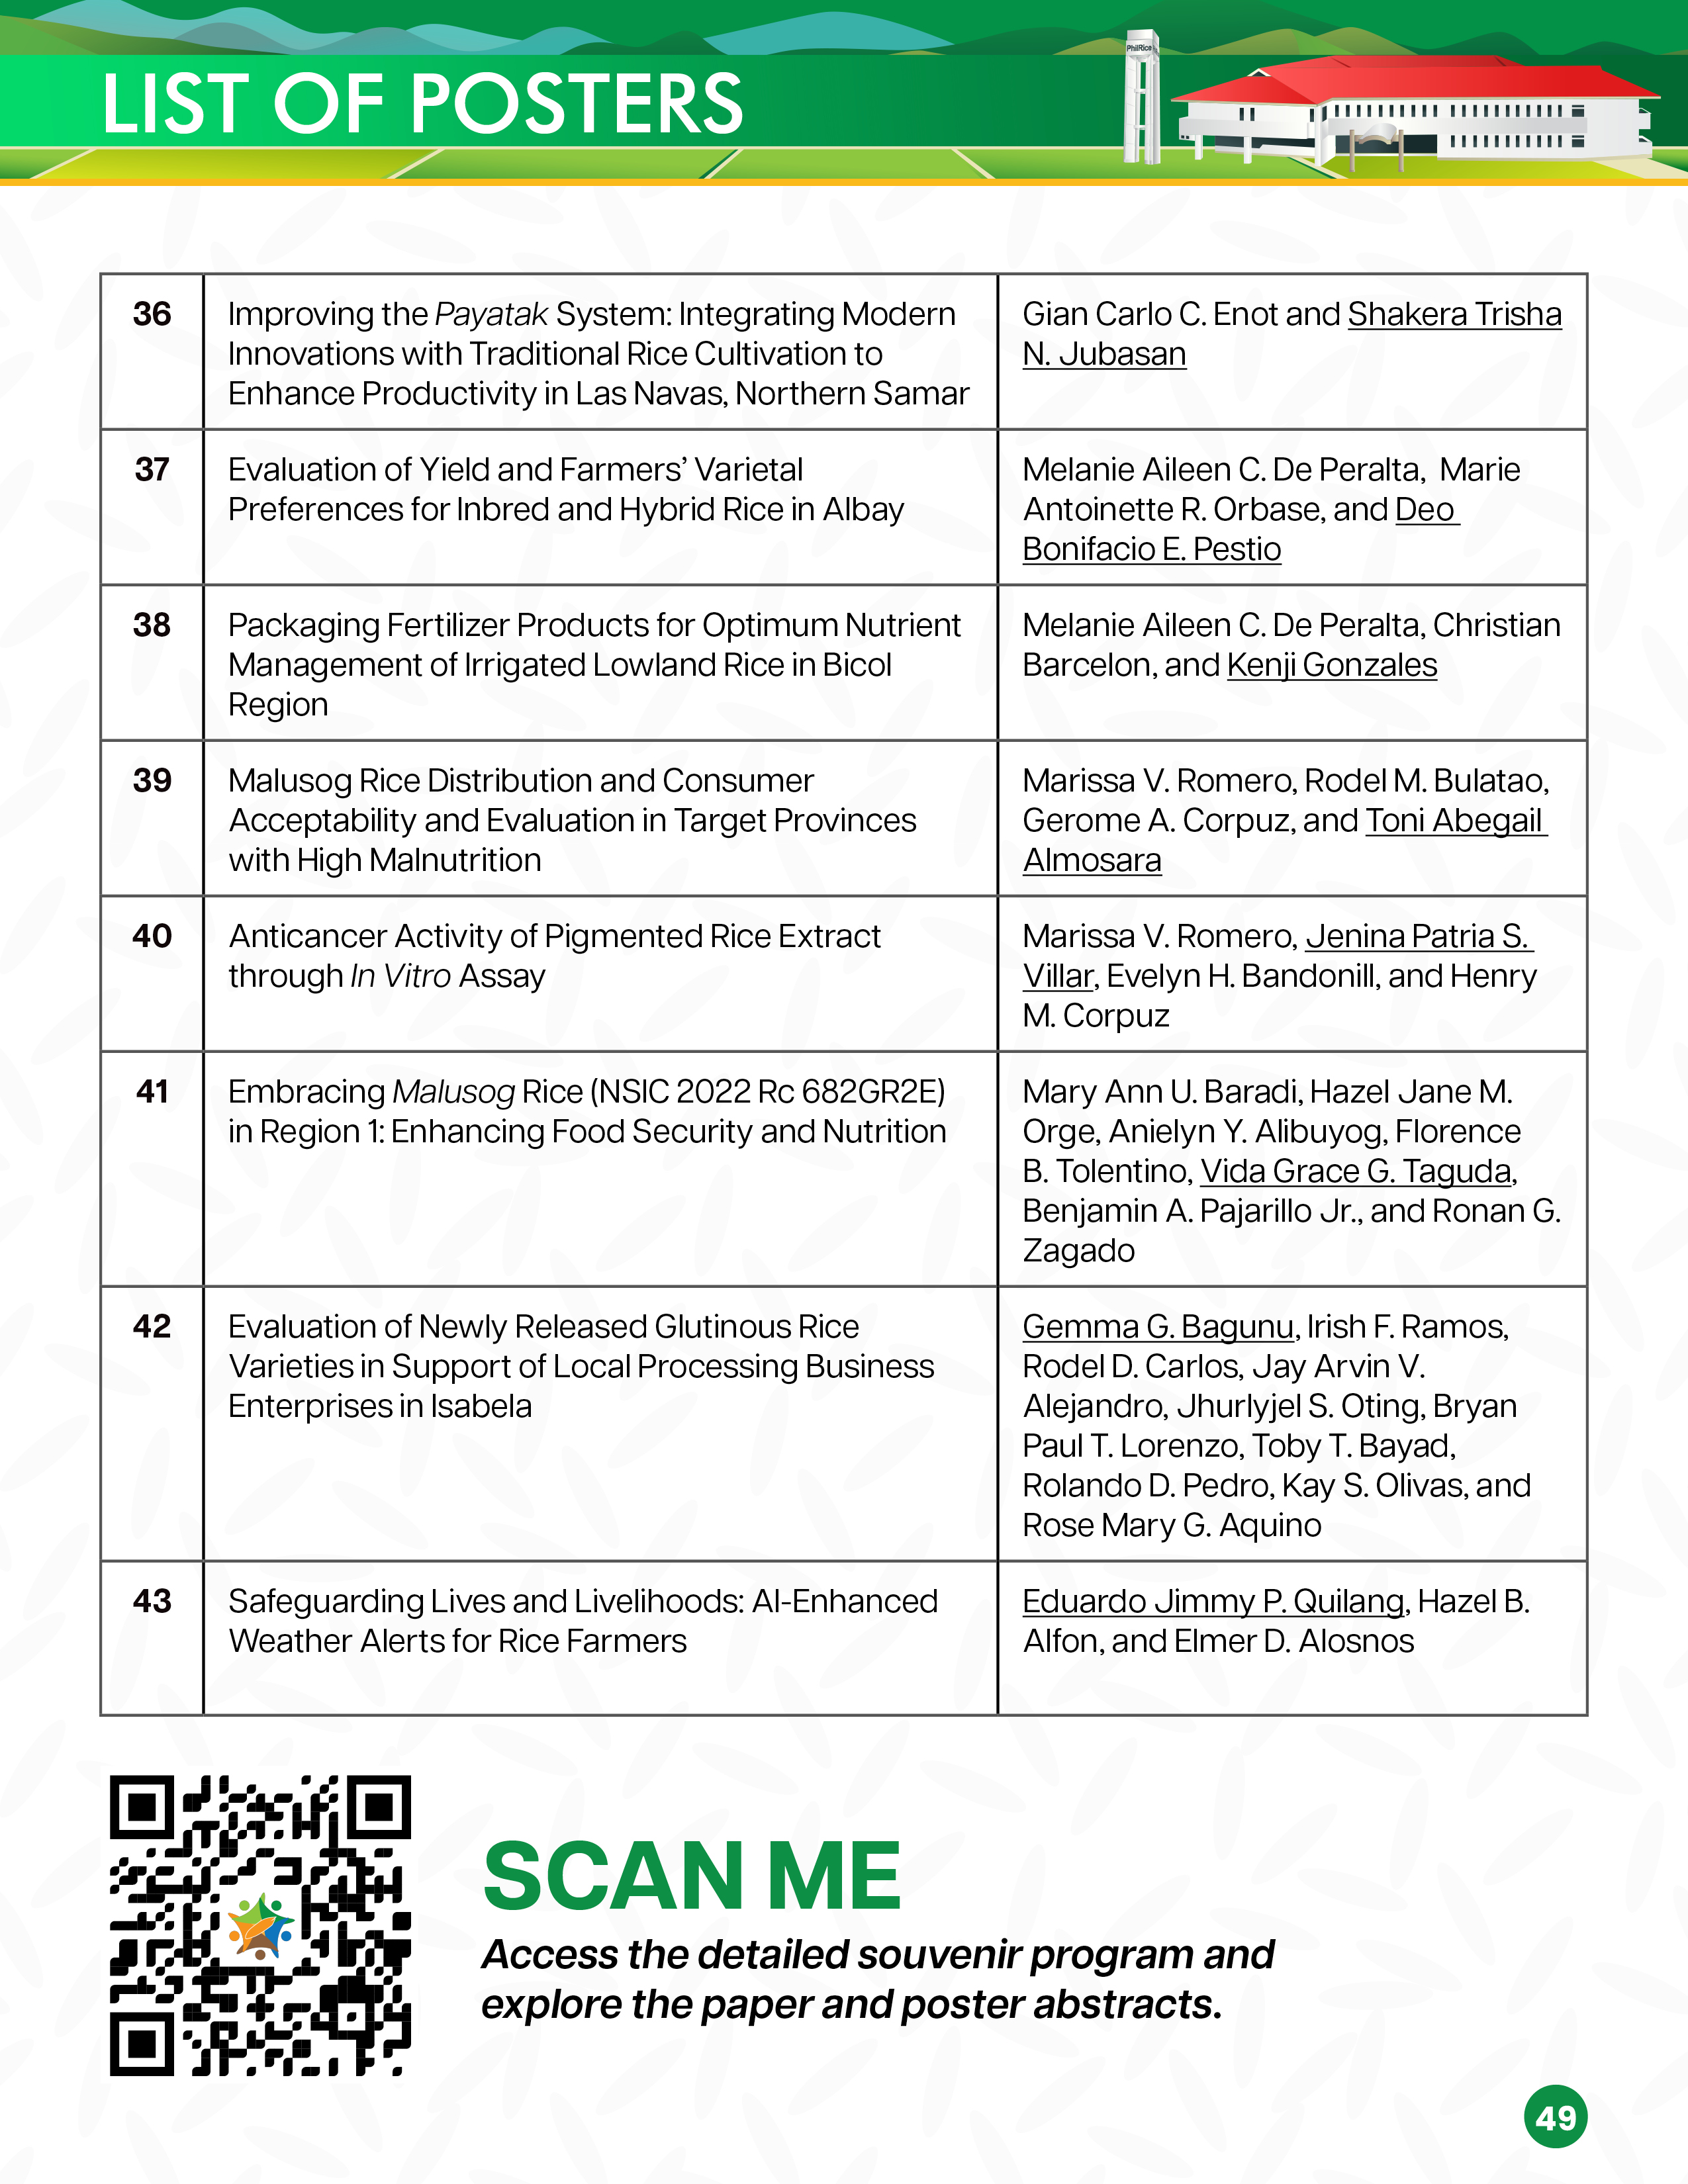 PhilRice
LIST OF POSTERS
36
Improving the Payatak System: Integrating Modern
Innovations with Traditional Rice Cultivation to
Enhance Productivity in Las Navas, Northern Samar
Gian Carlo C. Enot and Shakera Trisha
N. Jubasan
37
Evaluation of Yield and Farmers’ Varietal
Preferences for Inbred and Hybrid Rice in Albay
Melanie Aileen C. De Peralta, Marie
Antoinette R. Orbase, and Deo
Bonifacio E. Pestio
38
Packaging Fertilizer Products for Optimum Nutrient
Management of Irrigated Lowland Rice in Bicol
Region
Melanie Aileen C. De Peralta, Christian
Barcelon, and Kenji Gonzales
39
Malusog Rice Distribution and Consumer
Acceptability and Evaluation in Target Provinces
with High Malnutrition
Marissa V. Romero, Rodel M. Bulatao,
Gerome A. Corpuz, and Toni Abegail
Almosara
40
Anticancer Activity of Pigmented Rice Extract
through In Vitro Assay
Marissa V. Romero, Jenina Patria S.
Villar, Evelyn H. Bandonill, and Henry
M. Corpuz
41
Embracing Malusog Rice (NSIC 2022 Rc 682GR2E)
in Region 1: Enhancing Food Security and Nutrition
Mary Ann U. Baradi, Hazel Jane M.
Orge, Anielyn Y. Alibuyog, Florence
B. Tolentino, Vida Grace G. Taguda,
Benjamin A. Pajarillo Jr., and Ronan G.
Zagado
42
Evaluation of Newly Released Glutinous Rice
Varieties in Support of Local Processing Business
Enterprises in Isabela
Gemma G. Bagunu, Irish F. Ramos,
Rodel D. Carlos, Jay Arvin V.
Alejandro, Jhurlyjel S. Oting, Bryan
Paul T. Lorenzo, Toby T. Bayad,
Rolando D. Pedro, Kay S. Olivas, and
Rose Mary G. Aquino
43
Safeguarding Lives and Livelihoods: AI-Enhanced
Weather Alerts for Rice Farmers
Eduardo Jimmy P. Quilang, Hazel B.
Alfon, and Elmer D. Alosnos
SCAN ME
Access the detailed souvenir program and
explore the paper and poster abstracts.
49